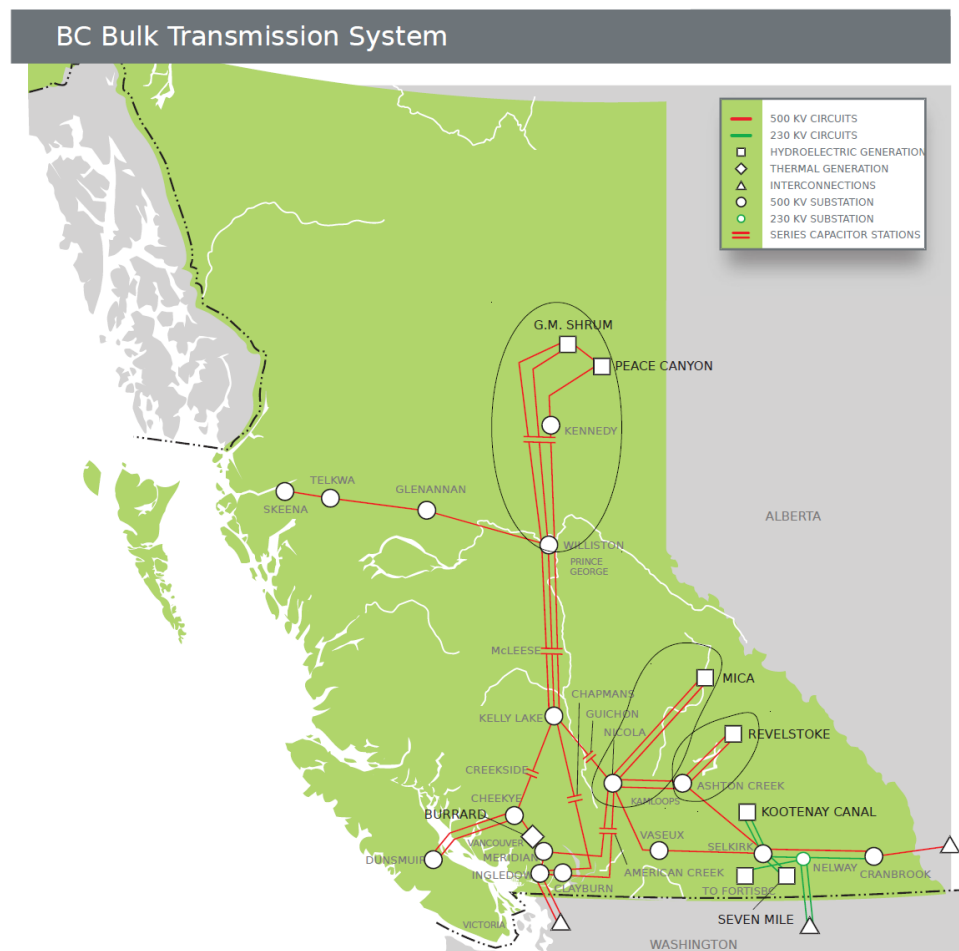 BC Bulk Transmission System
500 KV CIRCUITS
230 KV CIRCUITS
HYDROELECTRIC GENERATION
THERMAL GENERATION
INTERCONNECTIONS
500 KV SUBSTATION
230 KV SUBSTATION
SERIES CAPACITOR STATIONS
G.M. SHRUM
PEACE CANYON
KENNEDY
TELKWA
GLENANNAN
SKEENA
ALBERTA
WILLISTON
PRINCE
GEORGE
McLEESE
MICA
CHAPMANS
GUICHON
KELLY LAKE
NICOLA
REVELSTOKE
CREEKSIDE
ASHTON CREEK
KAMLOOPS
CHEKYE
BURRARD
KOOTENAY CANAL
VANCOUVER
VASEUX
SELKIRK
MERIDIAN
DUNSMUIR
INGLEDOW
AMERICAN CREEK
NELWAY
CRANBROOK
CLAYBURN
TO FORTISBC
SEVEN MILE
VICTORIA
WASHINGTON